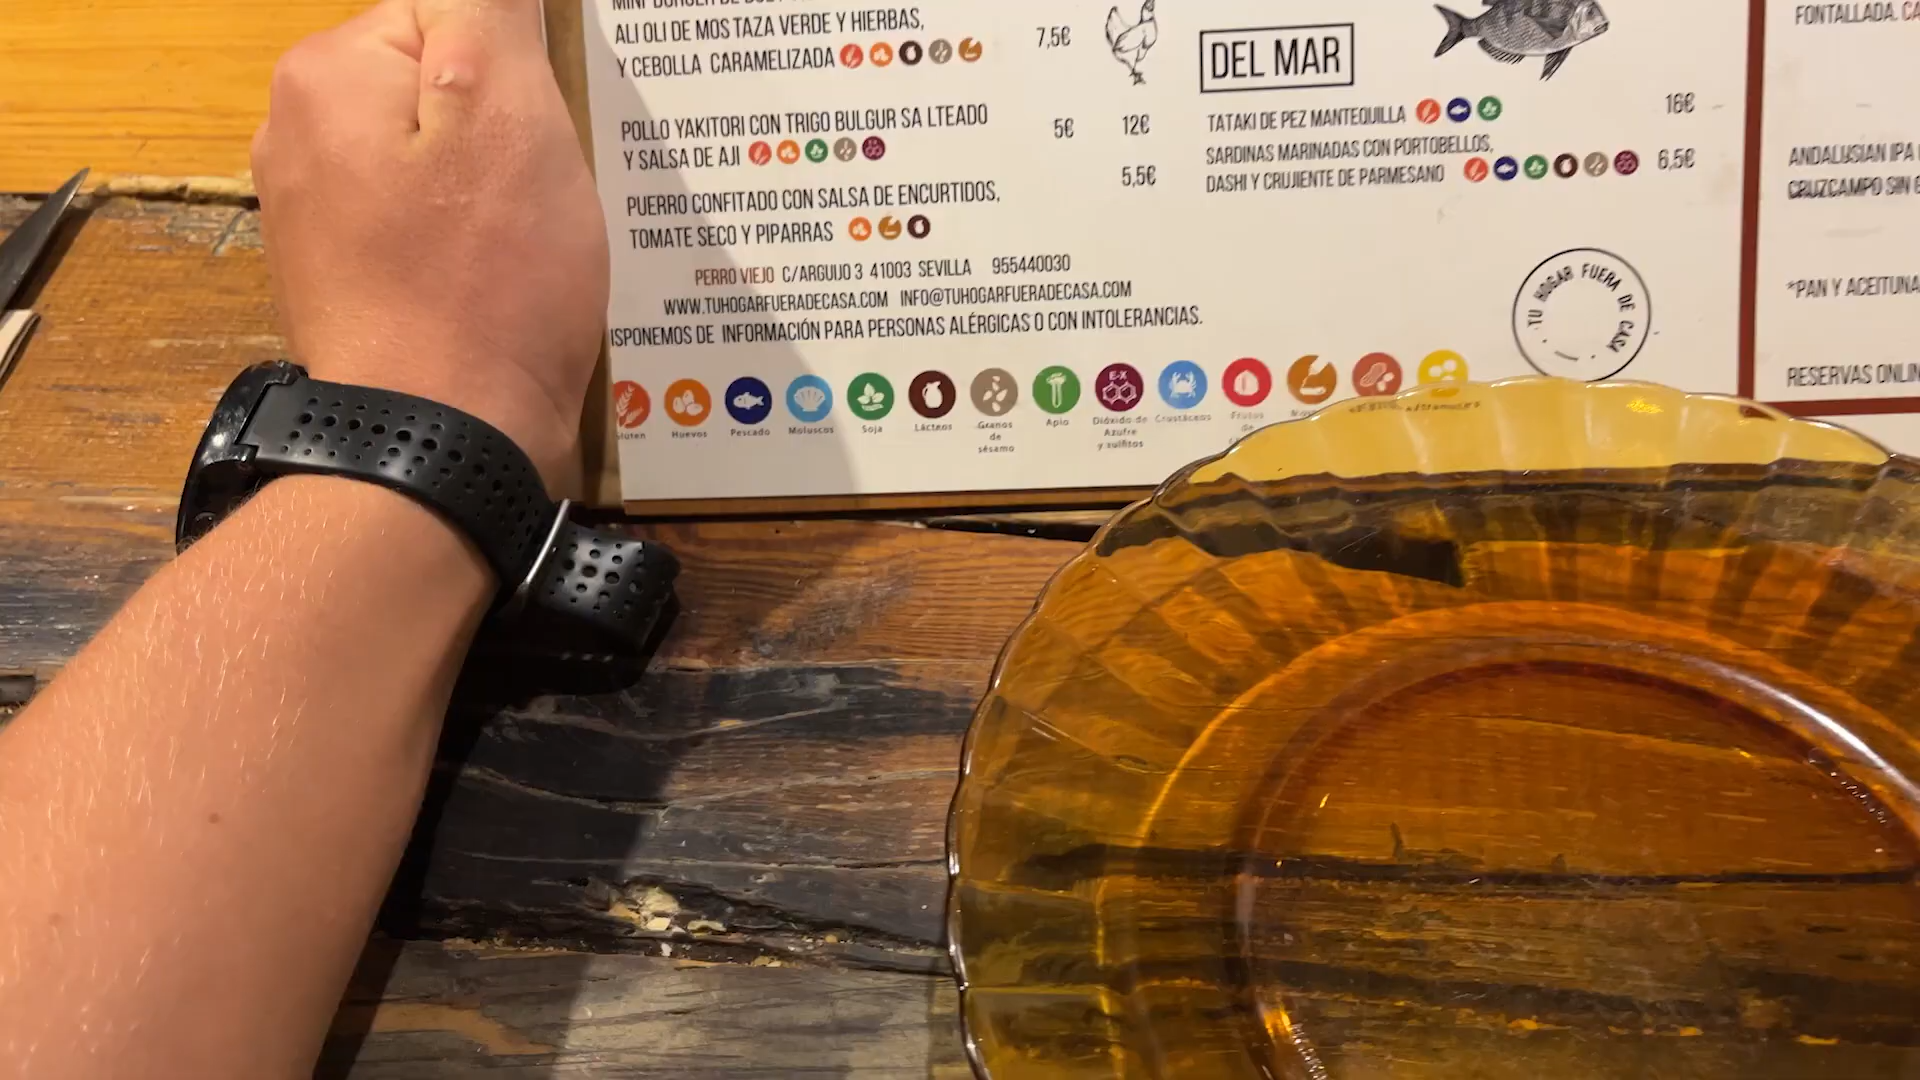 ALI OLI DE MOSTAZA VERDE Y HIERBAS,
Y CEBOLLA CARAMELIZADA 7,5€
POLLO YAKITORI CON TRIGO BULGUR SALTEADO
Y SALSA DE AJI 5€ 12€
5,5€
PUERRO CONFITADO CON SALSA DE ENCURTIDOS,
TOMATE SECO Y PIPARRAS
PERRO VIEJO C/ARGUIJO 3 41003 SEVILLA 955440030
WWW.TUHOGARFUERADECASA.COM INFO@TUHOGARFUERADECASA.COM
ISPONEMOS DE INFORMACIÓN PARA PERSONAS ALÉRGICAS O CON INTOLERANCIAS.
DEL MAR
TATAKI DE PEZ MANTEQUILLA 16€
SARDINAS MARINADAS CON PORTOBELLOS,
DASHI Y CRUJIENTE DE PARMESANO 6,5€
TU HOGAR FUERA DE CASA
Gluten
Huevos
Pescado
Moluscos
Soja
Lácteos
Granos
de
sésamo
Apio
E-X
Dióxido de
Azufre
y sulfitos
Crustáceos
Frutos
de
FONTALLADA.
ANDALUSIAN IPA
CRUZCAMPO SIN
*PAN Y ACEITUNA
RESERVAS ONLIN